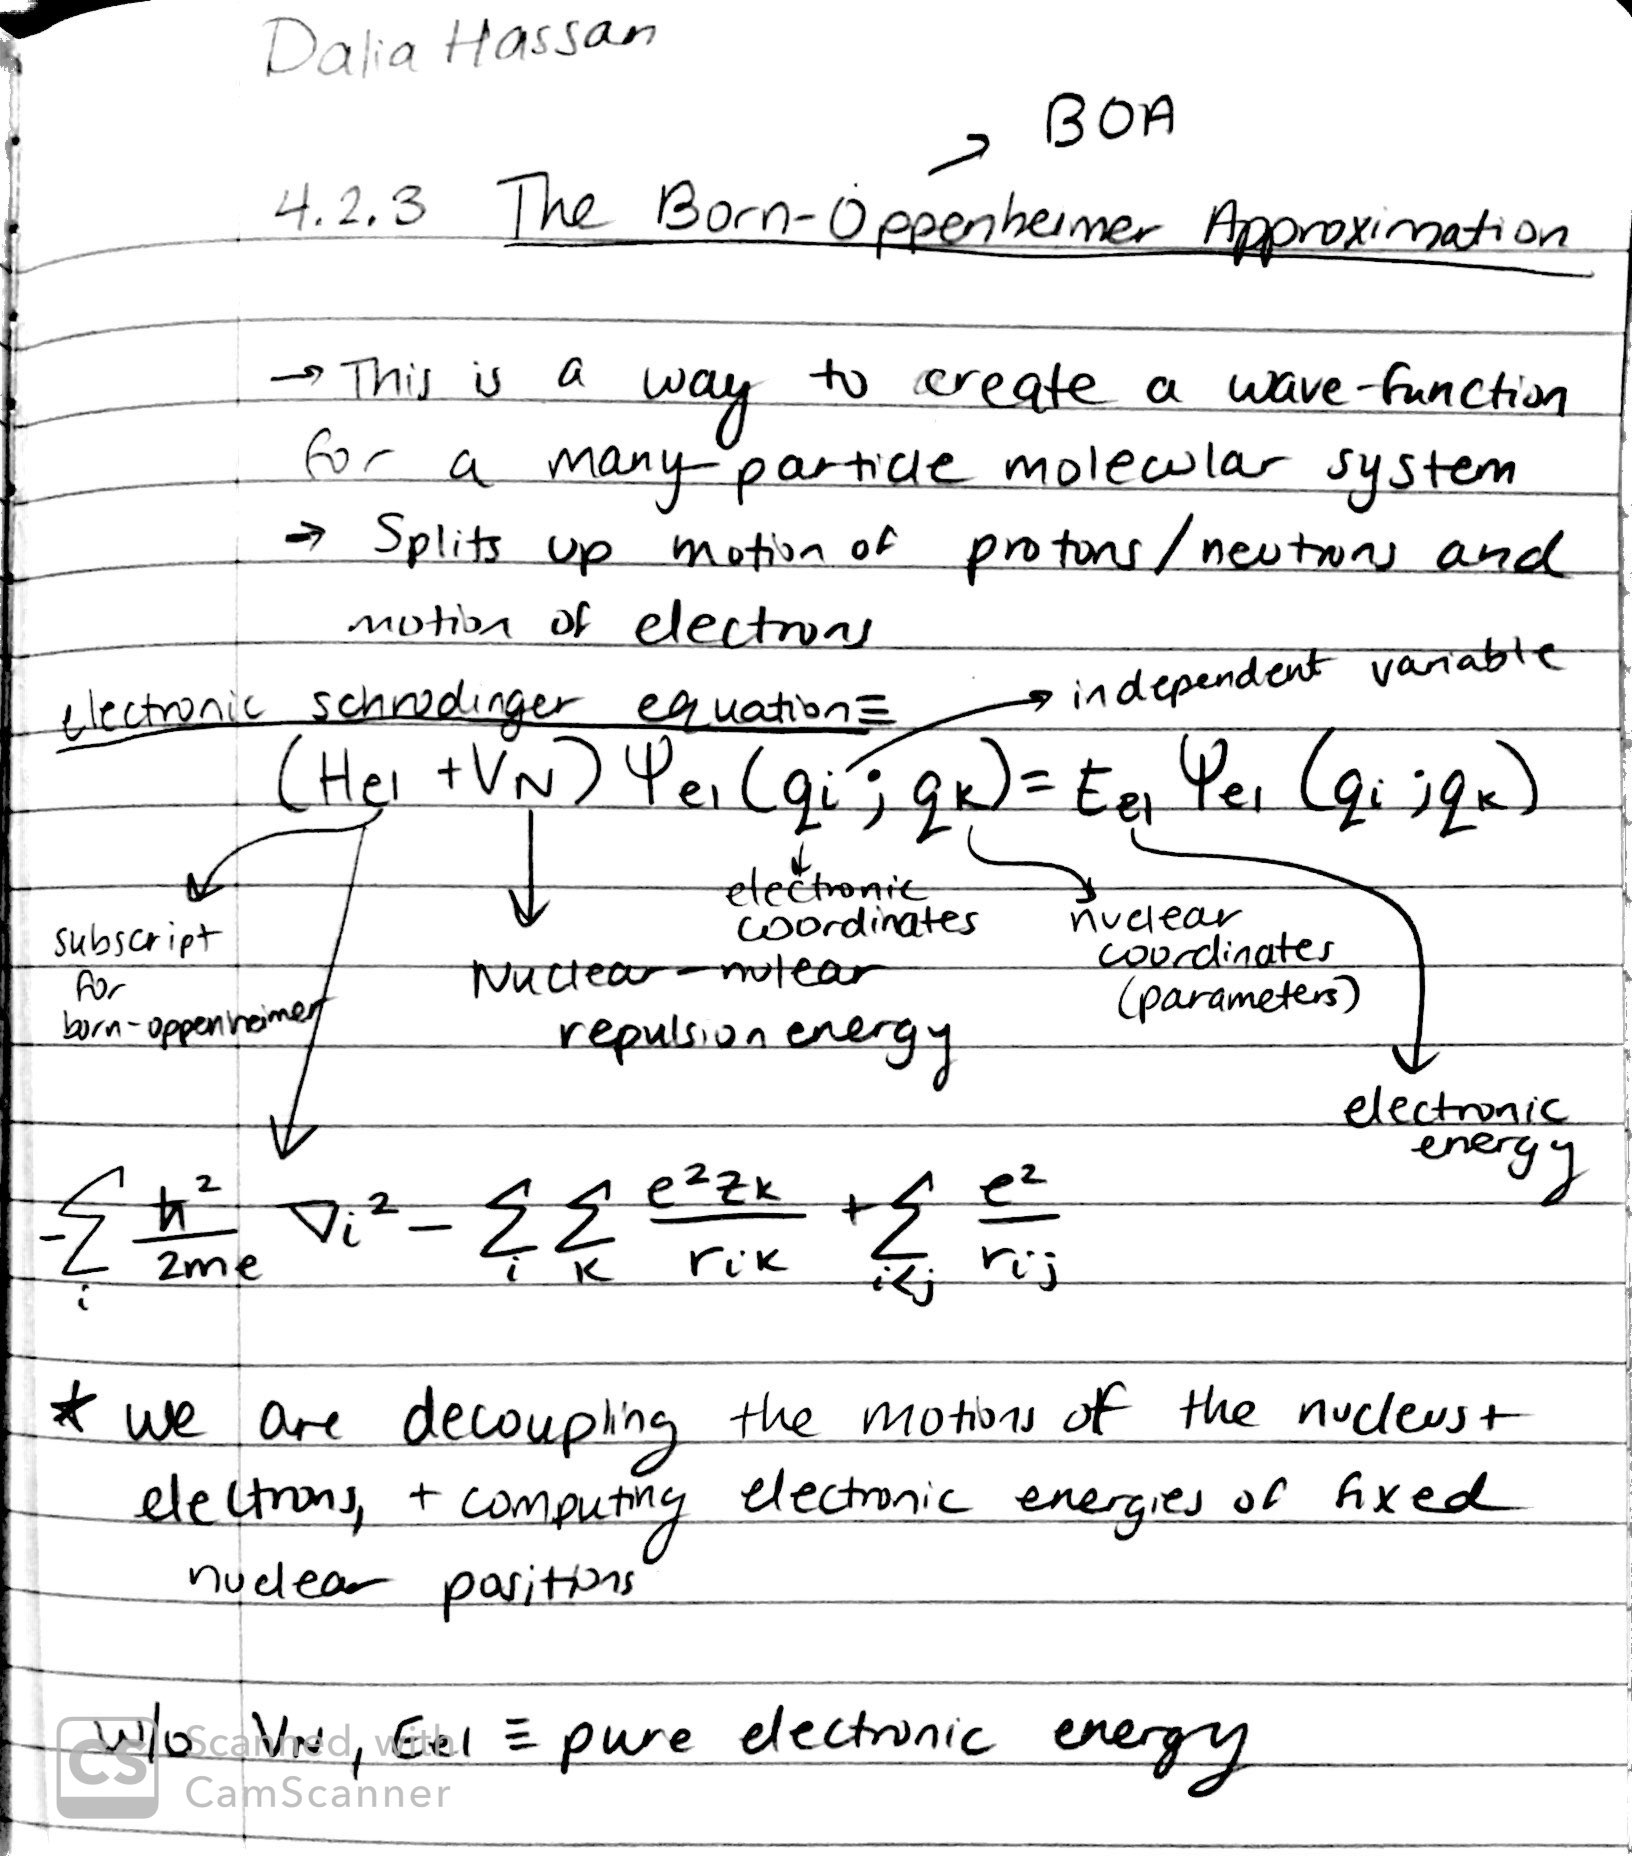 Dalia Hassan
→ BOA
4.2.3 The Born-Oppenheimer Approximation
→ This is a way to create a wave-function
for a many-particle molecular system
→ Splits up motion of protons/neutrons and
motion of electrons
→ independent variable
electronic schrodinger equation≡
(Hel + VN) Ψel (qi ; qk) = Eel Ψel (qi ; qk)
electronic
coordinates
nuclear
coordinates
(parameters)
subscript
for
born-oppenheimer
Nuclear-nulear
repulsion energy
electronic
energy
-∑i ħ²/2me ∇i² - ∑i ∑k e²Zk/rik + ∑i<j e²/rij
* we are decoupling the motions of the nucleus +
electrons, + computing electronic energies of fixed
nuclear positions
w/o VN, Eel ≡ pure electronic energy
CS Scanned with
CamScanner